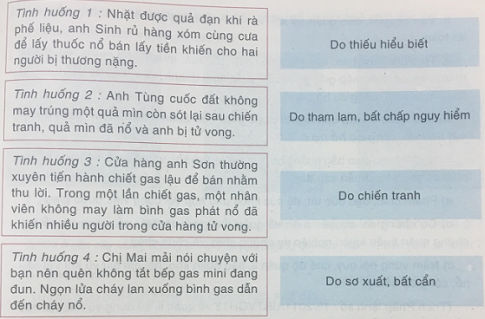 Tình huống 1 : Nhặt được quả đạn khi rà
phế liệu, anh Sinh rủ hàng xóm cùng cưa
để lấy thuốc nổ bán lấy tiền khiến cho hai
người bị thương nặng.
Do thiếu hiểu biết
Tình huống 2 : Anh Tùng cuốc đất không
may trúng một quả mìn còn sót lại sau chiến
tranh, quả mìn đã nổ và anh bị tử vong.
Do tham lam, bất chấp nguy hiểm
Tình huống 3 : Cửa hàng anh Sơn thường
xuyên tiến hành chiết gas lậu để bán nhằm
thu lời. Trong một lần chiết gas, một nhân
viên không may làm bình gas phát nổ đã
khiến nhiều người trong cửa hàng tử vong.
Do chiến tranh
Tình huống 4 : Chị Mai mải nói chuyện với
bạn nên quên không tắt bếp gas mini đang
đun. Ngọn lửa cháy lan xuống bình gas dẫn
đến cháy nổ.
Do sơ xuất, bất cẩn